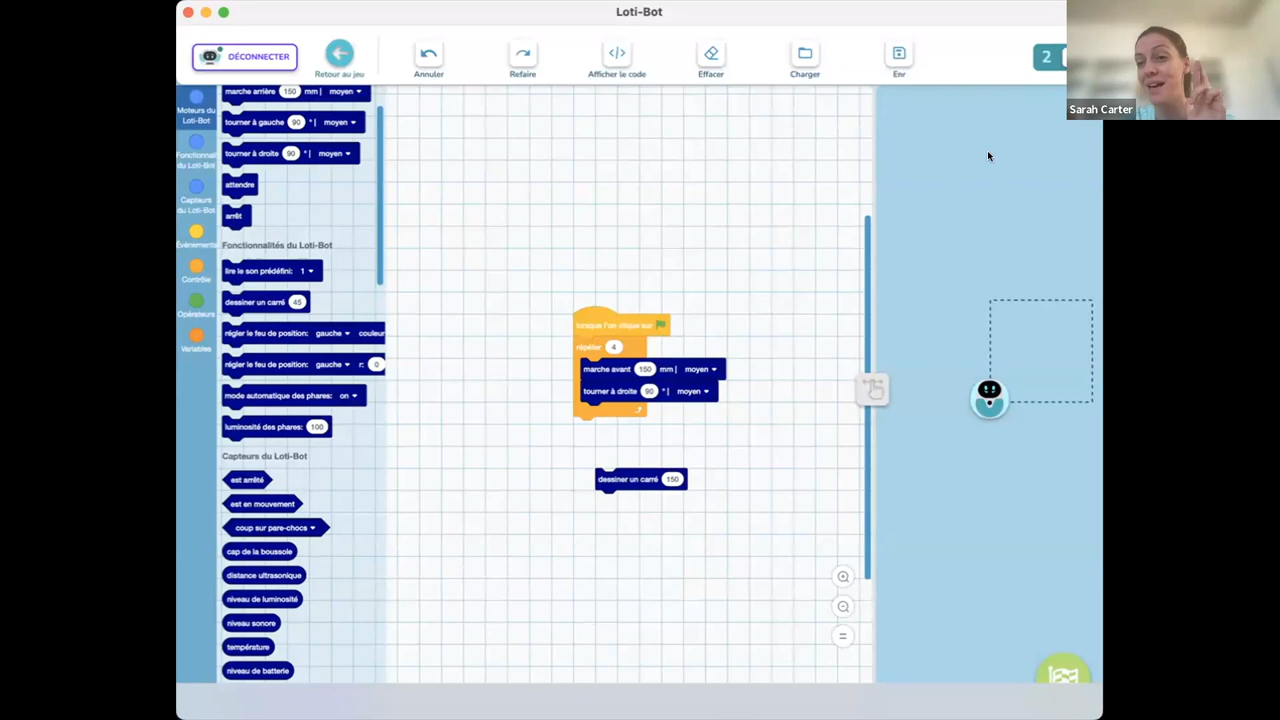 Loti-Bot
DÉCONNECTER
Retour au jeu
Annuler
Refaire
Afficher le code
Effacer
Charger
Enr
2
Sarah Carter
Moteurs du
Loti-Bot
Fonctionnal
du Loti-Bot
Capteurs
du Loti-Bot
Événements
Contrôle
Opérateurs
Variables
marche arrière 150 mm | moyen
tourner à gauche 90 ° | moyen
tourner à droite 90 ° | moyen
attendre
arrêt
Fonctionnalités du Loti-Bot
lire le son prédéfini: 1
dessiner un carré 45
régler le feu de position: gauche couleur
régler le feu de position: gauche r: 0
mode automatique des phares: on
luminosité des phares: 100
Capteurs du Loti-Bot
est arrêté
est en mouvement
coup sur pare-chocs
cap de la boussole
distance ultrasonique
niveau de luminosité
niveau sonore
température
niveau de batterie
lorsque l'on clique sur
répéter 4
marche avant 150 mm | moyen
tourner à droite 90 ° | moyen
dessiner un carré 150